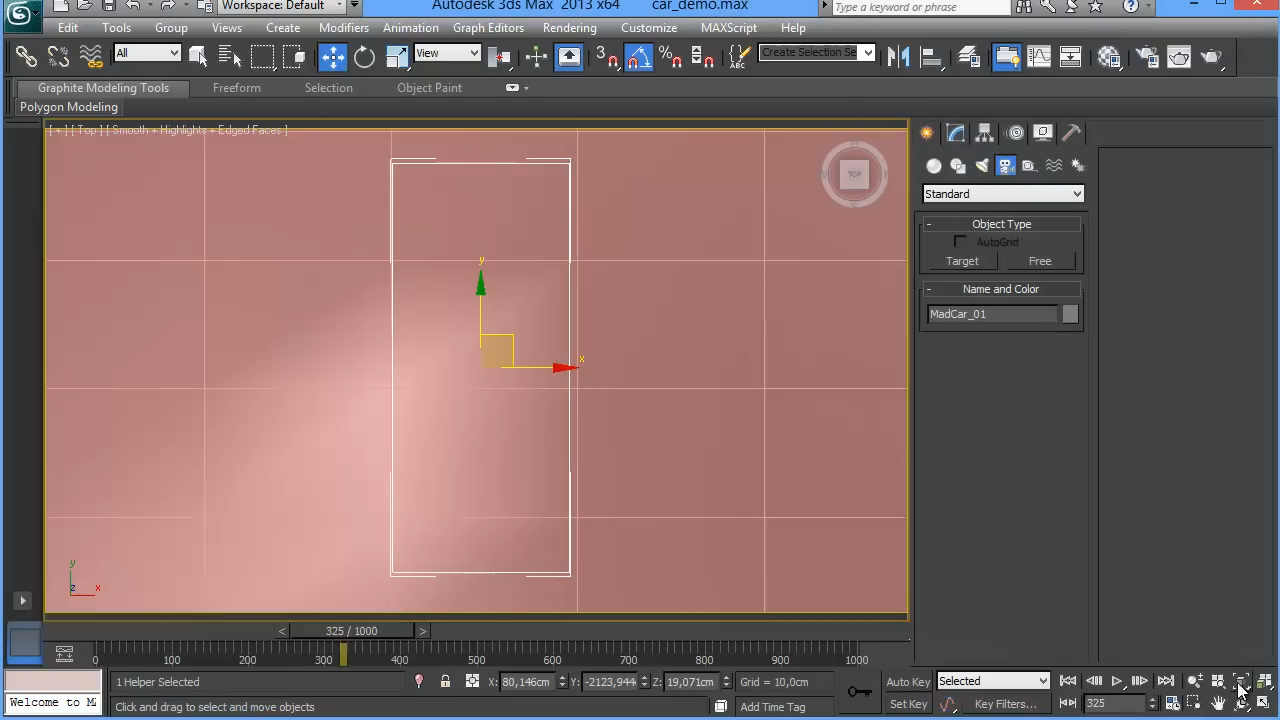 Workspace: Default
Autodesk 3ds Max 2013 x64 car_demo.max
Type a keyword or phrase
Edit Tools Group Views Create Modifiers Animation Graph Editors Rendering Customize MAXScript Help
All View 3 Create Selection Se
Graphite Modeling Tools Freeform Selection Object Paint
Polygon Modeling
[ + ] [ Top ] [ Smooth + Highlights + Edged Faces ]
TOP
Standard
- Object Type
AutoGrid
Target Free
- Name and Color
MadCar_01
y
x
y
z x
< 325 / 1000 >
0 100 200 300 400 500 600 700 800 900 1000
1 Helper Selected X: 80,146cm Y: -2123,944 Z: 19,071cm Grid = 10,0cm Auto Key Selected
Welcome to MA Click and drag to select and move objects Add Time Tag Set Key Key Filters... 325